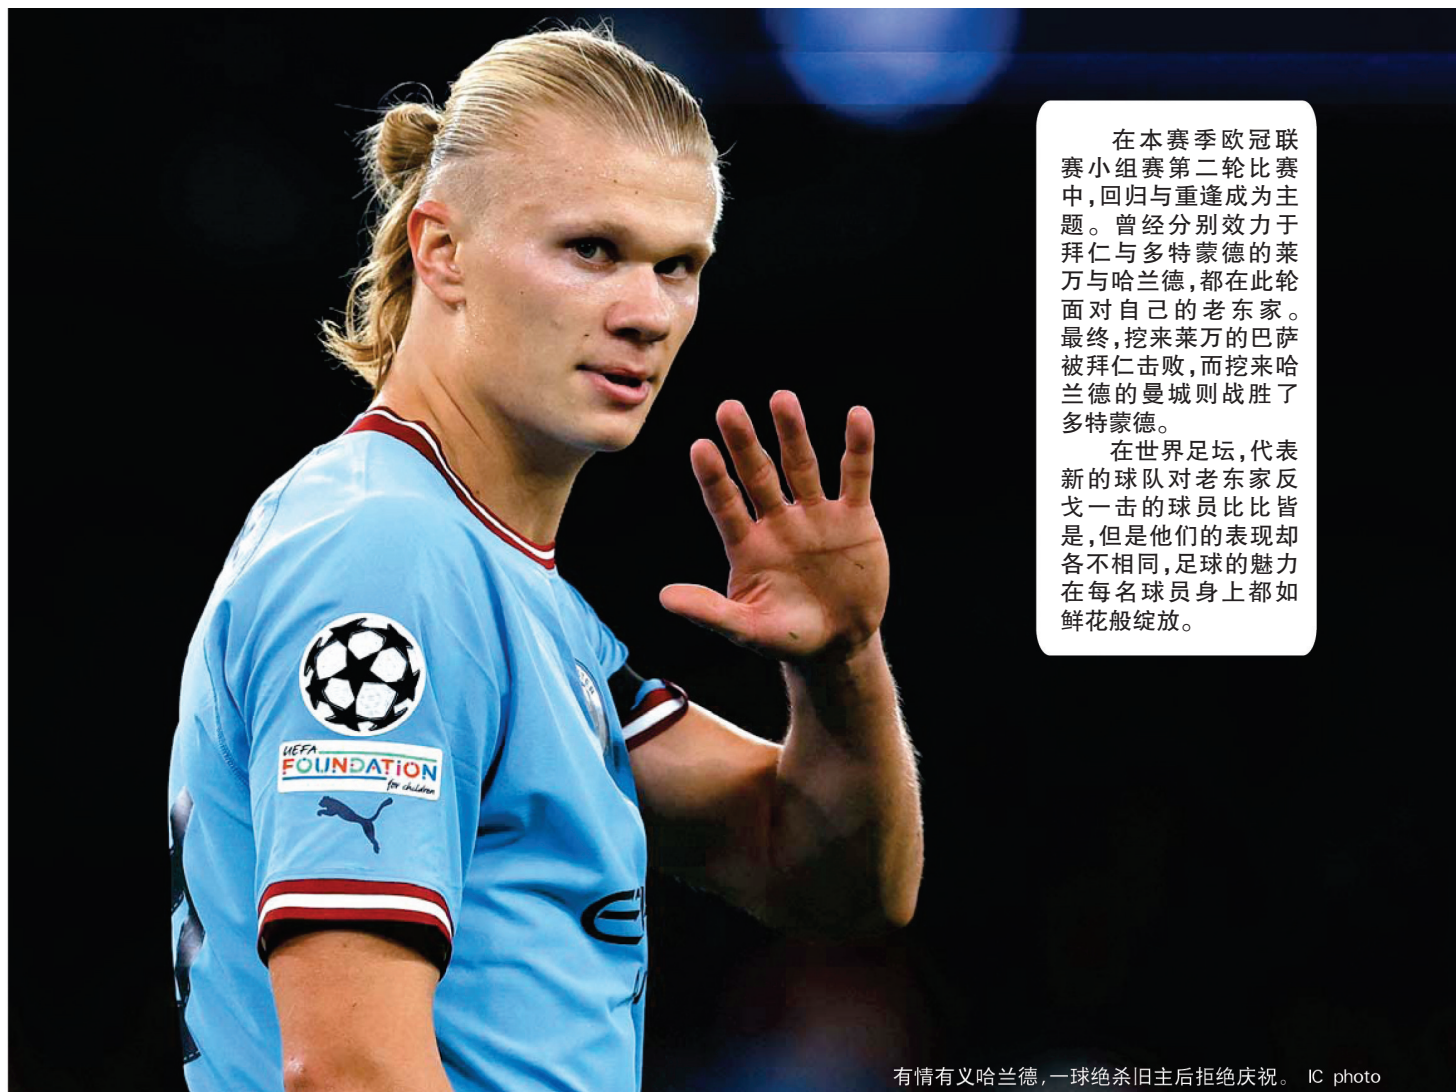 在本赛季欧冠联
赛小组赛第二轮比赛
中,回归与重逢成为主
题。曾经分别效力于
拜仁与多特蒙德的莱
万与哈兰德,都在此轮
面对自己的老东家。
最终,挖来莱万的巴萨
被拜仁击败,而挖来哈
兰德的曼城则战胜了
多特蒙德。
在世界足坛,代表
新的球队对老东家反
戈一击的球员比比皆
是,但是他们的表现却
各不相同,足球的魅力
在每名球员身上都如
鲜花般绽放。
UEFA
FOUNDATION
for children
有情有义哈兰德,一球绝杀旧主后拒绝庆祝。 IC photo